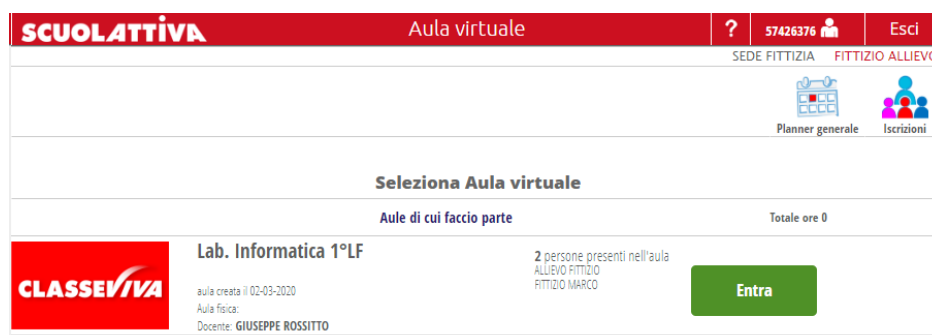 SCUOLATTIVA Aula virtuale ? 57426376 Esci
SEDE FITTIZIA FITTIZIO ALLIEVO
Planner generale Iscrizioni
Seleziona Aula virtuale
Aule di cui faccio parte Totale ore 0
CLASSEVIVA
Lab. Informatica 1°LF
aula creata il 02-03-2020
Aula fisica:
Docente: GIUSEPPE ROSSITTO
2 persone presenti nell'aula
ALLIEVO FITTIZIO
FITTIZIO MARCO
Entra